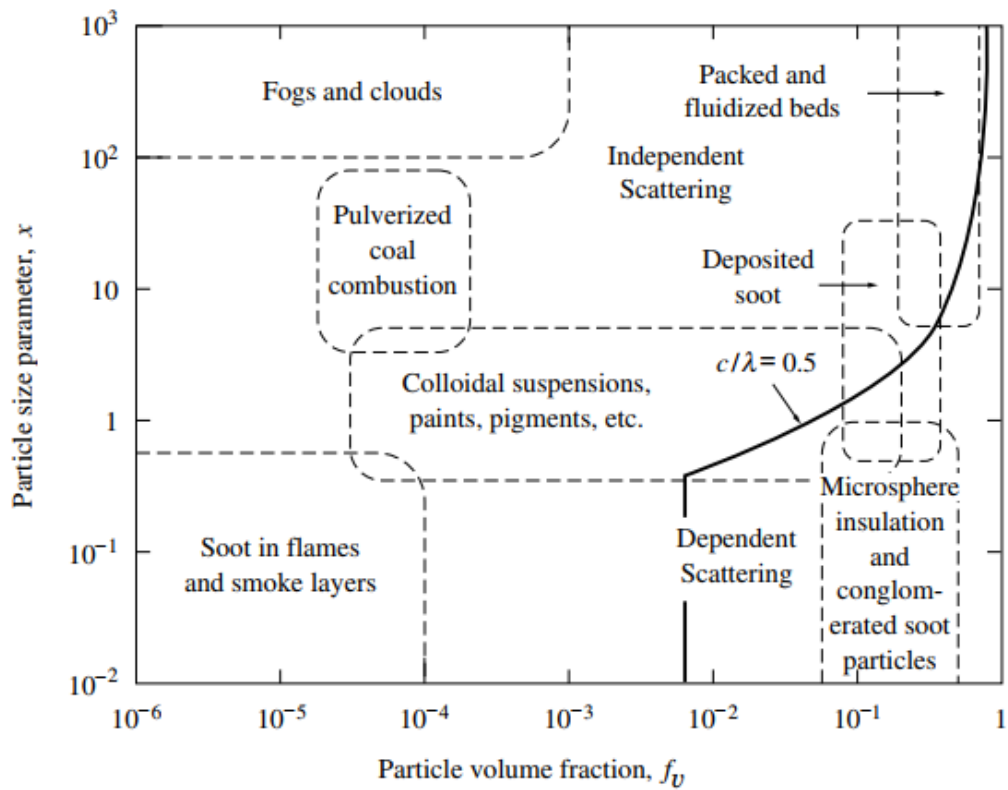 10³
10²
10
1
10⁻¹
10⁻²
Particle size parameter, x
Fogs and clouds
Packed and
fluidized beds
Independent
Scattering
Pulverized
coal
combustion
Deposited
soot
c/λ = 0.5
Colloidal suspensions,
paints, pigments, etc.
Microsphere
insulation
and
conglom-
erated soot
particles
Dependent
Scattering
Soot in flames
and smoke layers
10⁻⁶
10⁻⁵
10⁻⁴
10⁻³
10⁻²
10⁻¹
1
Particle volume fraction, fᵥ